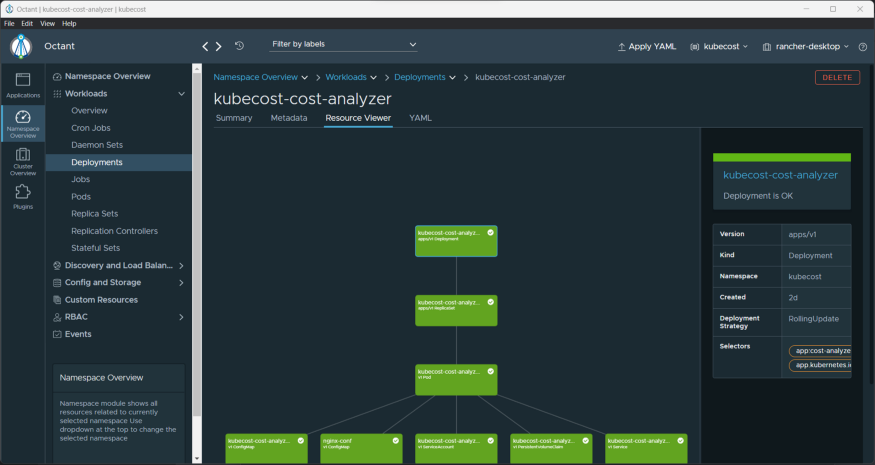 Octant | kubecost-cost-analyzer | kubecost
File Edit View Help
Octant
Filter by labels
Apply YAML
kubecost
rancher-desktop
Applications
Namespace
Overview
Cluster
Overview
Plugins
Namespace Overview
Workloads
Overview
Cron Jobs
Daemon Sets
Deployments
Jobs
Pods
Replica Sets
Replication Controllers
Stateful Sets
Discovery and Load Balan...
Config and Storage
Custom Resources
RBAC
Events
Namespace Overview
Namespace module shows all
resources related to currently
selected namespace Use
dropdown at the top to change the
selected namespace
Namespace Overview > Workloads > Deployments > kubecost-cost-analyzer
DELETE
kubecost-cost-analyzer
Summary Metadata Resource Viewer YAML
kubecost-cost-analyz...
apps/v1 Deployment
kubecost-cost-analyz...
apps/v1 ReplicaSet
kubecost-cost-analyz...
v1 Pod
kubecost-cost-analyz...
v1 ConfigMap
nginx-conf
v1 ConfigMap
kubecost-cost-analyz...
v1 ServiceAccount
kubecost-cost-analyz...
v1 PersistentVolumeClaim
kubecost-cost-analyz...
v1 Service
kubecost-cost-analyzer
Deployment is OK
Version apps/v1
Kind Deployment
Namespace kubecost
Created 2d
Deployment
Strategy RollingUpdate
Selectors app:cost-analyze
app.kubernetes.i